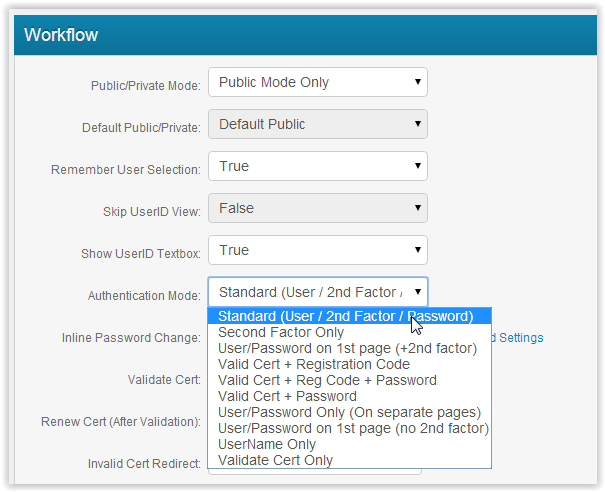 Workflow
Public/Private Mode: Public Mode Only
Default Public/Private: Default Public
Remember User Selection: True
Skip UserID View: False
Show UserID Textbox: True
Authentication Mode: Standard (User / 2nd Factor /
Standard (User / 2nd Factor / Password)
Inline Password Change: Second Factor Only
d Settings
User/Password on 1st page (+2nd factor)
Valid Cert + Registration Code
Validate Cert: Valid Cert + Reg Code + Password
Valid Cert + Password
User/Password Only (On separate pages)
Renew Cert (After Validation): User/Password on 1st page (no 2nd factor)
UserName Only
Invalid Cert Redirect: Validate Cert Only